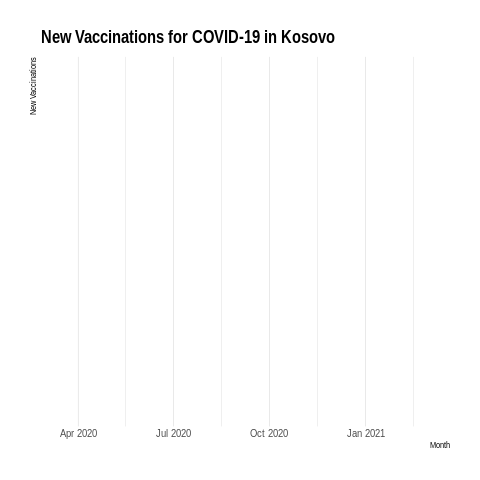 New Vaccinations for COVID-19 in Kosovo
New Vaccinations
Apr 2020 Jul 2020 Oct 2020 Jan 2021
Month